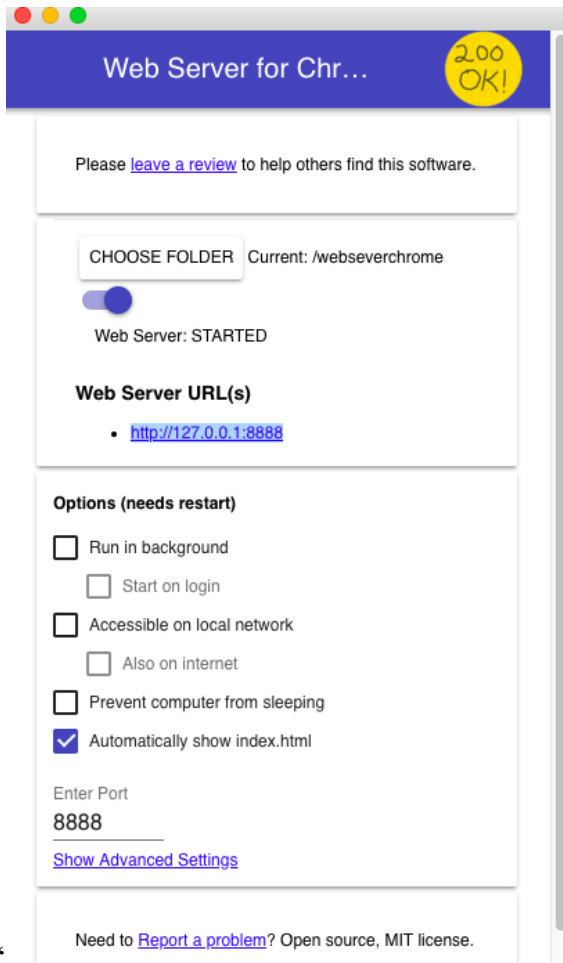 Web Server for Chr...
200
OK!
Please leave a review to help others find this software.
CHOOSE FOLDER Current: /webseverchrome
Web Server: STARTED
Web Server URL(s)
• http://127.0.0.1:8888
Options (needs restart)
Run in background
Start on login
Accessible on local network
Also on internet
Prevent computer from sleeping
Automatically show index.html
Enter Port
8888
Show Advanced Settings
Need to Report a problem? Open source, MIT license.
“